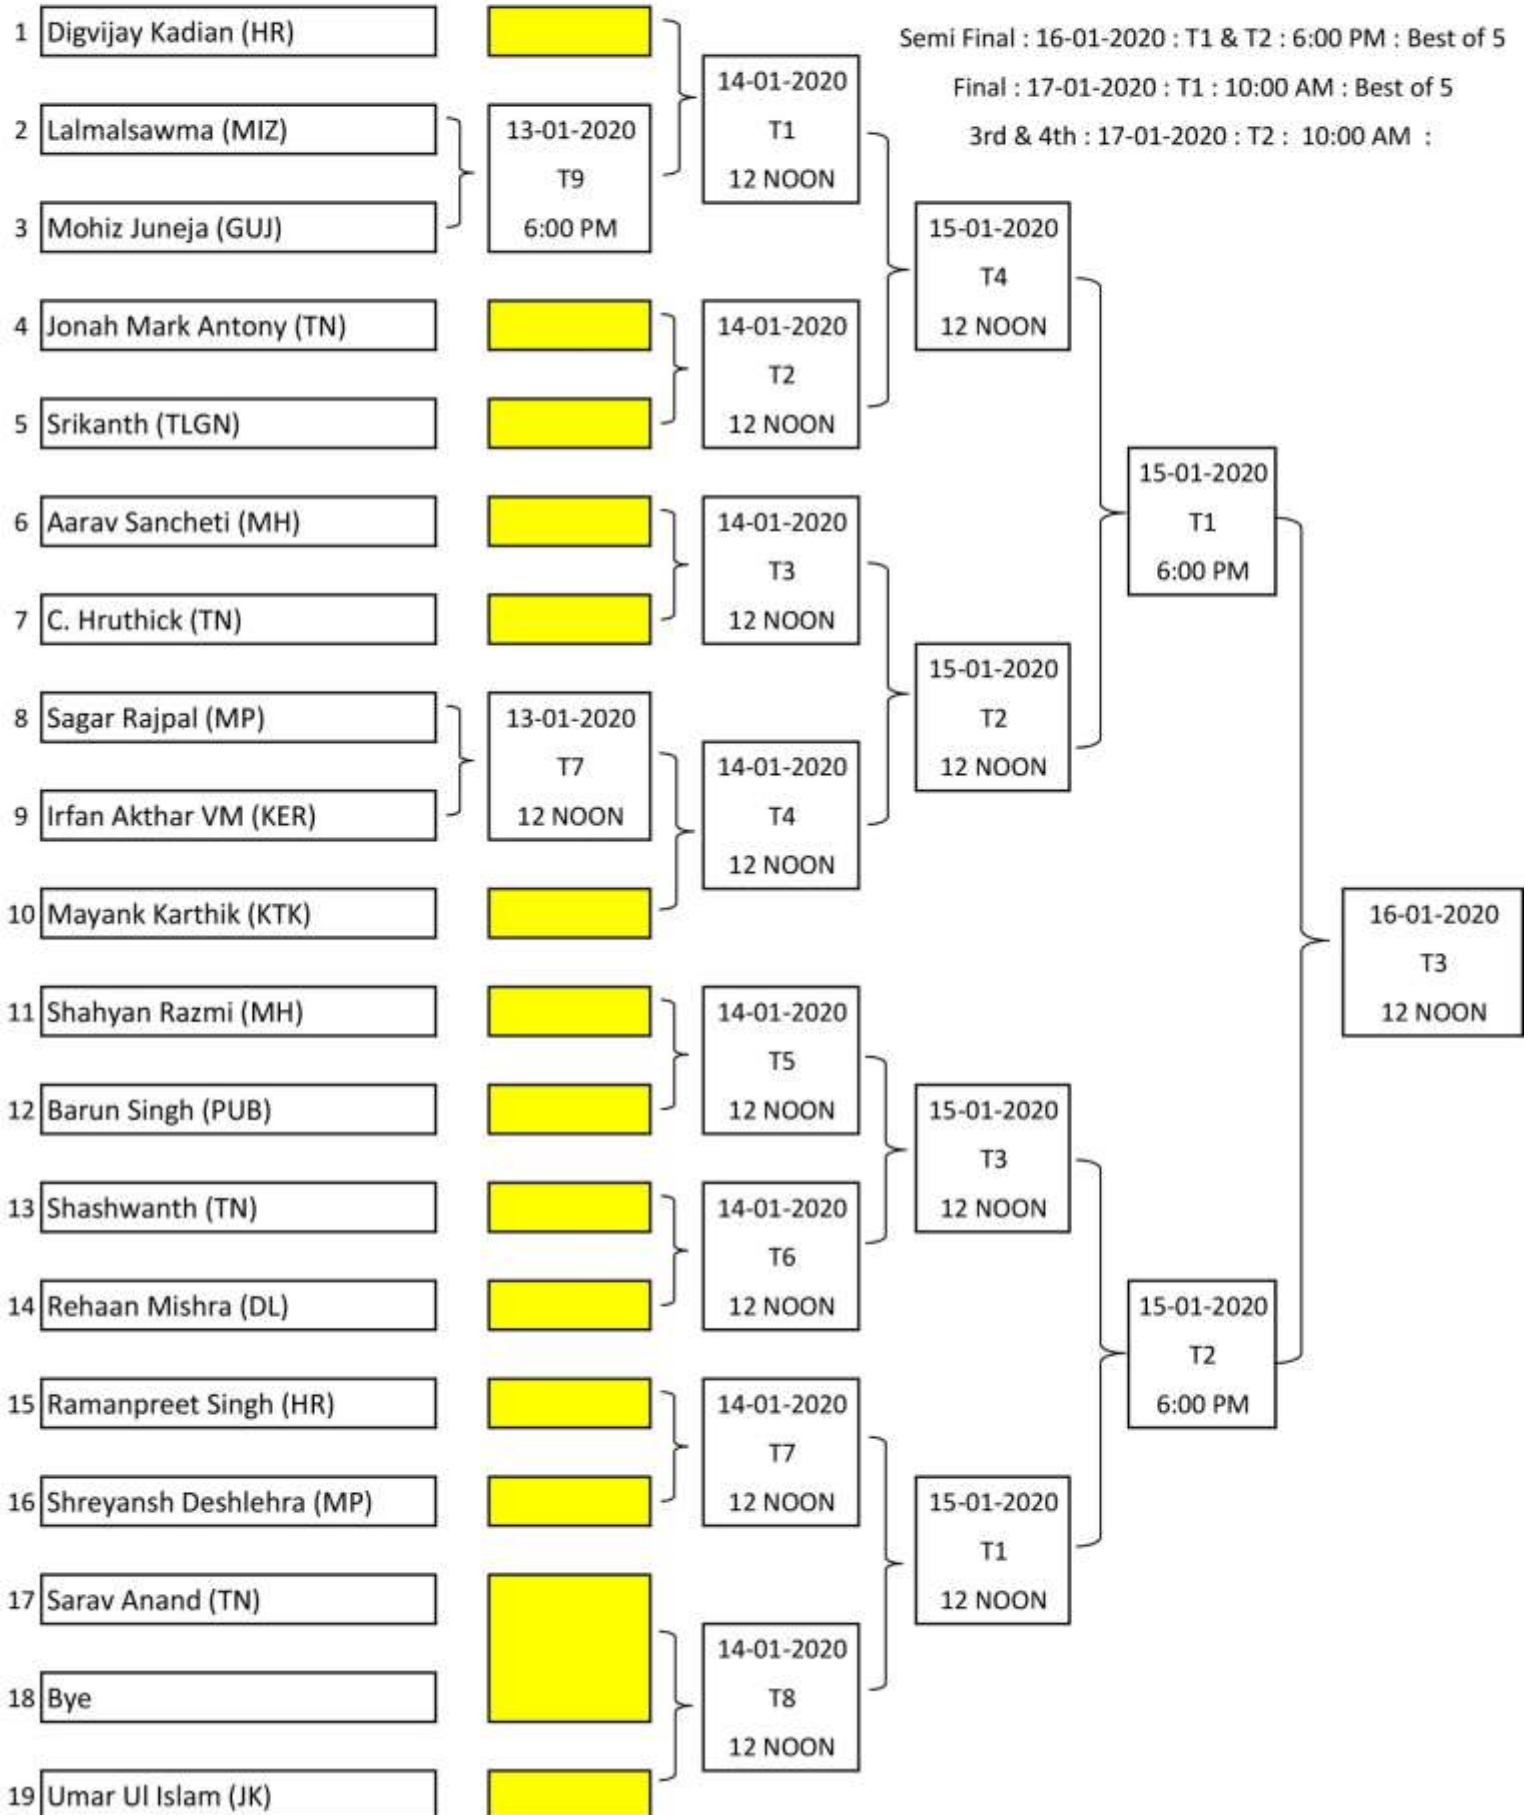 1 Digvijay Kadian (HR)
Semi Final : 16-01-2020 : T1 & T2 : 6:00 PM : Best of 5
Final : 17-01-2020 : T1 : 10:00 AM : Best of 5
3rd & 4th : 17-01-2020 : T2 : 10:00 AM :
2 Lalmalsawma (MIZ)
3 Mohiz Juneja (GUJ)
4 Jonah Mark Antony (TN)
5 Srikanth (TLGN)
6 Aarav Sancheti (MH)
7 C. Hruthick (TN)
8 Sagar Rajpal (MP)
9 Irfan Akthar VM (KER)
10 Mayank Karthik (KTK)
11 Shahyan Razmi (MH)
12 Barun Singh (PUB)
13 Shashwanth (TN)
14 Rehaan Mishra (DL)
15 Ramanpreet Singh (HR)
16 Shreyansh Deshlehra (MP)
17 Sarav Anand (TN)
18 Bye
19 Umar Ul Islam (JK)
13-01-2020
T9
6:00 PM
13-01-2020
T7
12 NOON
14-01-2020
T1
12 NOON
14-01-2020
T2
12 NOON
14-01-2020
T3
12 NOON
14-01-2020
T4
12 NOON
14-01-2020
T5
12 NOON
14-01-2020
T6
12 NOON
14-01-2020
T7
12 NOON
14-01-2020
T8
12 NOON
15-01-2020
T4
12 NOON
15-01-2020
T2
12 NOON
15-01-2020
T3
12 NOON
15-01-2020
T1
12 NOON
15-01-2020
T1
6:00 PM
15-01-2020
T2
6:00 PM
16-01-2020
T3
12 NOON